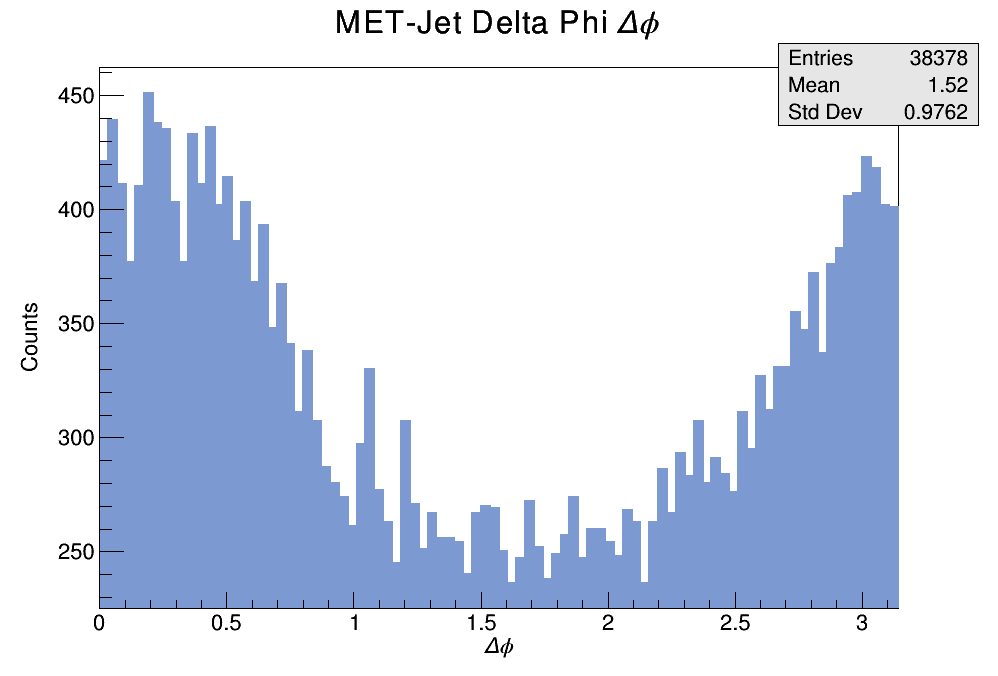 MET-Jet Delta Phi Δϕ
Entries 38378
Mean 1.52
Std Dev 0.9762
450
400
350
300
250
Counts
0 0.5 1 1.5 2 2.5 3
Δϕ